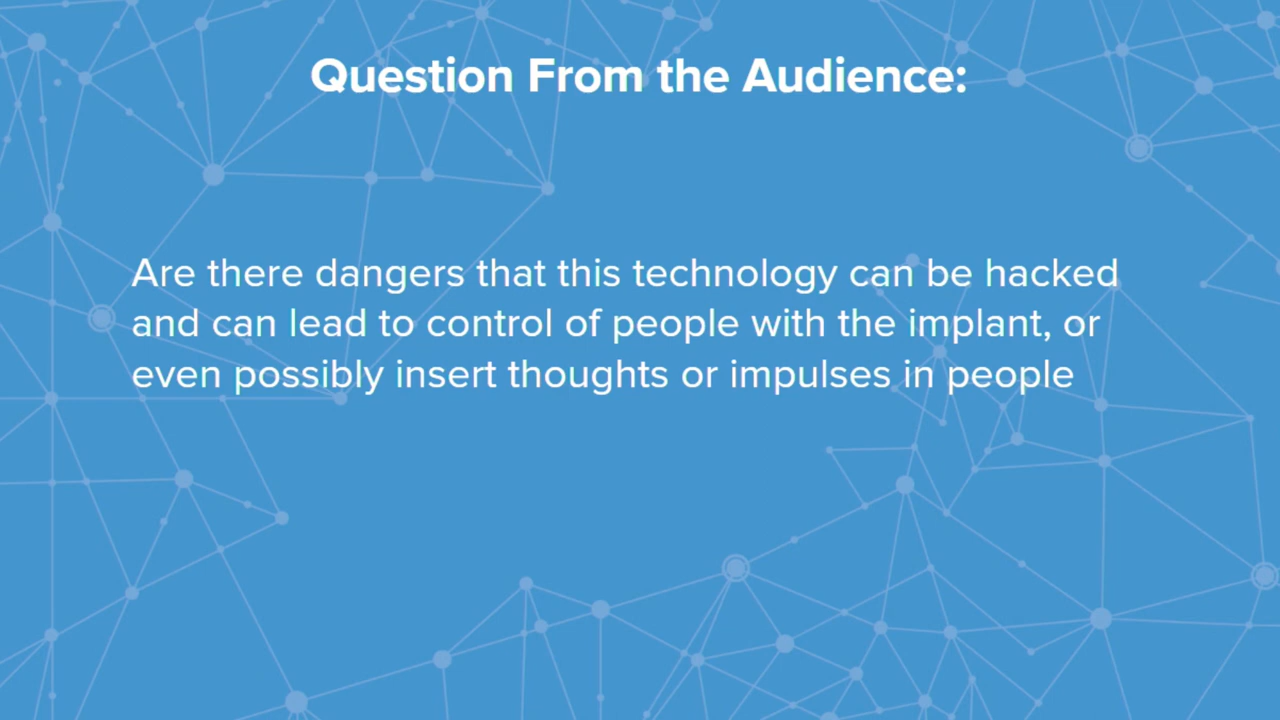 Question From the Audience:
Are there dangers that this technology can be hacked
and can lead to control of people with the implant, or
even possibly insert thoughts or impulses in people